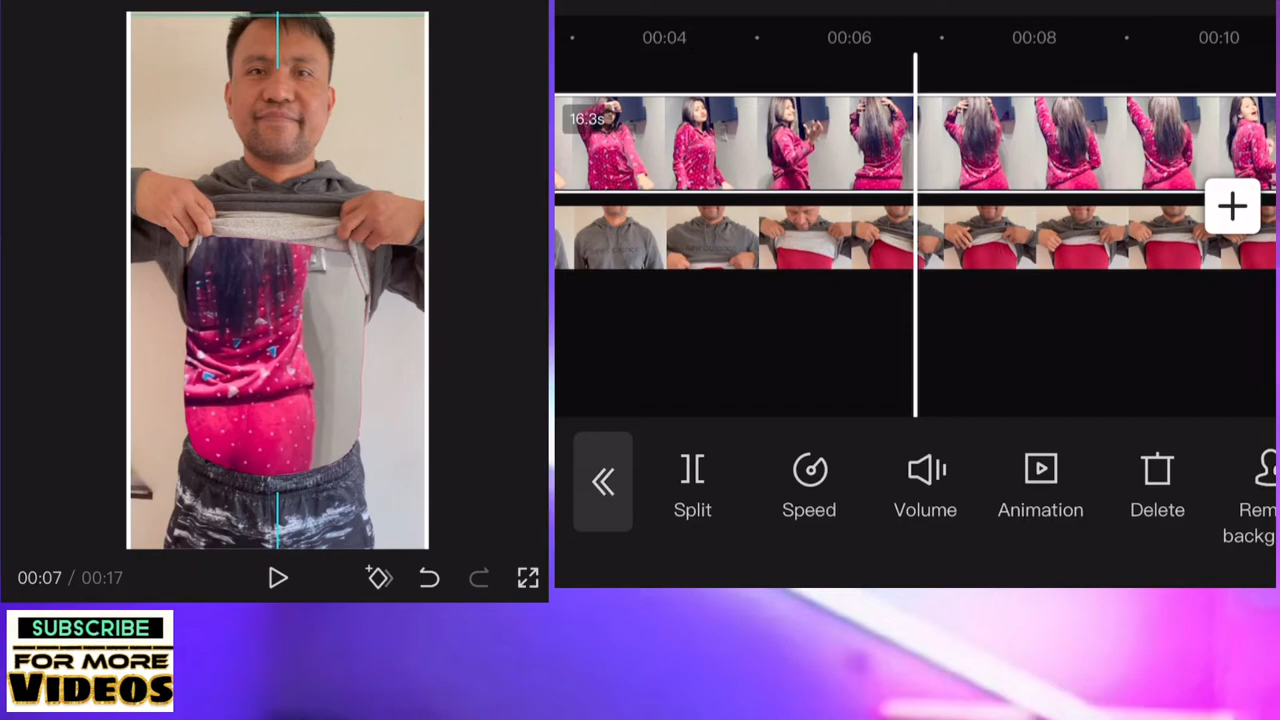 00:04
00:06
00:08
00:10
16.3s
Split
Speed
Volume
Animation
Delete
Rem
backg
00:07 / 00:17
SUBSCRIBE
FOR MORE
VIDEOS